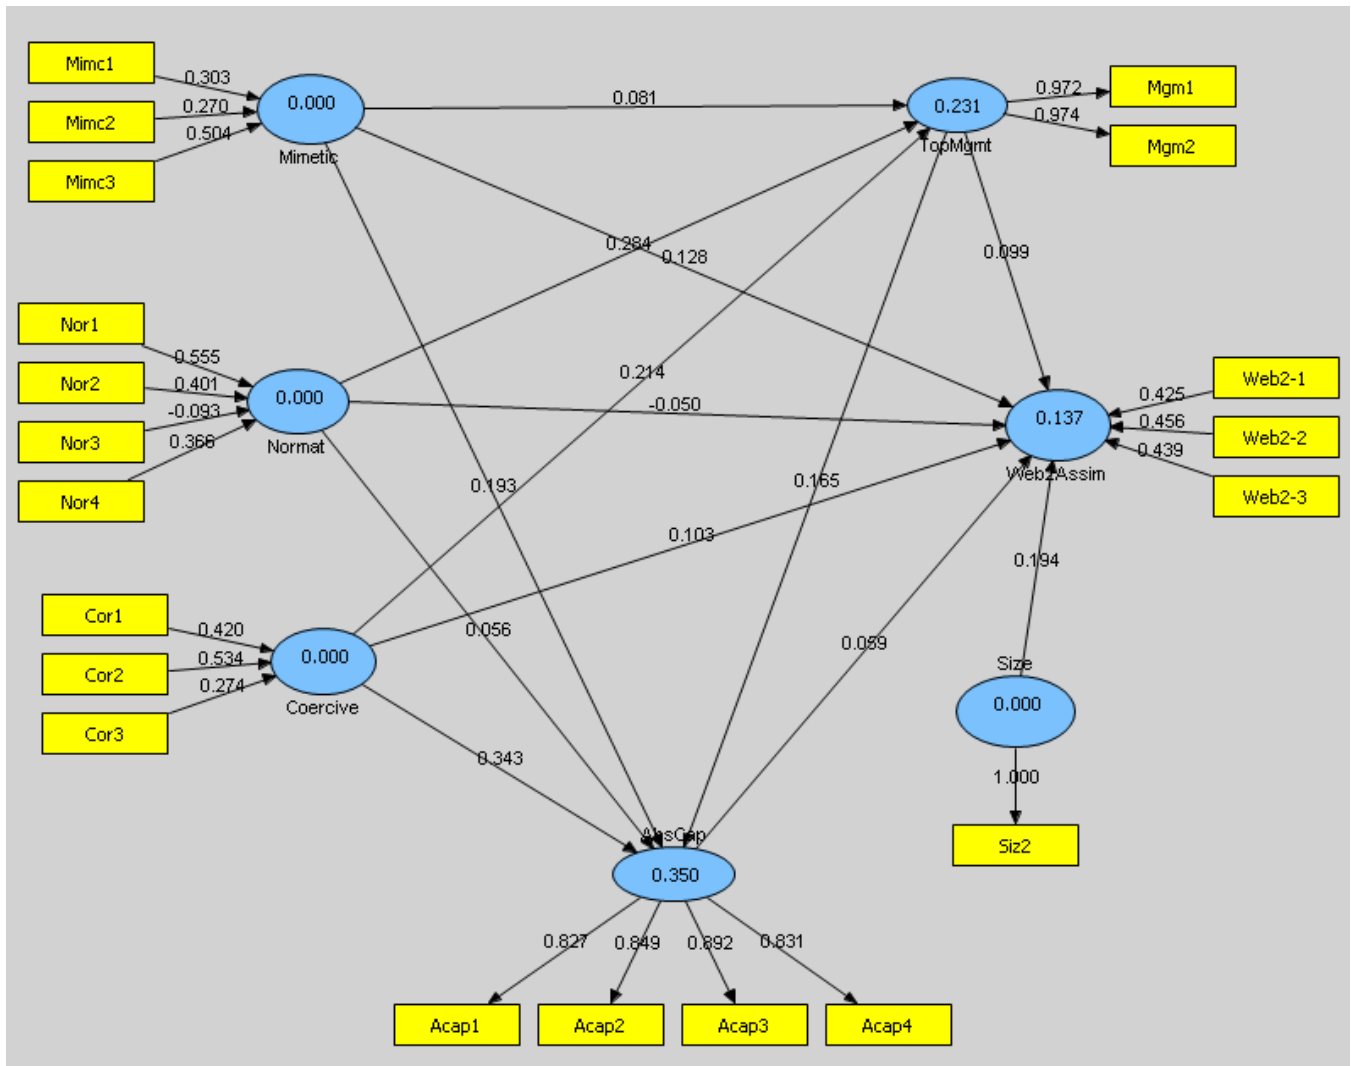 Mimc1
0.303
0.000
0.081
0.972
Mgm1
Mimc2
0.270
0.231
0.974
Mimc3
0.504
Mimetic
TopMgmt
Mgm2
0.284
0.128
0.099
Nor1
0.555
Nor2
0.401
0.000
0.214
-0.050
0.137
0.425
Web2-1
Nor3
-0.093
Normat
0.456
Web2-2
Nor4
0.366
0.439
Web2Assim
Web2-3
0.193
0.165
0.103
0.194
Cor1
0.420
0.056
0.059
Cor2
0.534
0.000
Size
Cor3
0.274
Coercive
0.000
0.343
1.000
AbsCap
Siz2
0.350
0.827
0.849
0.892
0.831
Acap1
Acap2
Acap3
Acap4